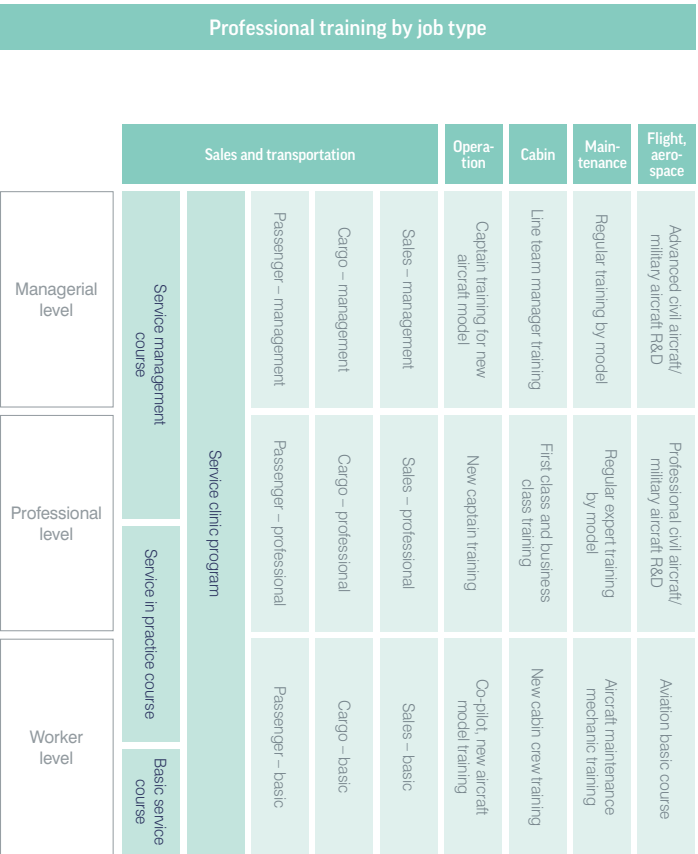 Professional training by job type
Sales and transportation
Opera-
tion
Cabin
Main-
tenance
Flight,
aero-
space
Managerial
level
Service management
course
Service clinic program
Passenger – management
Cargo – management
Sales – management
Captain training for new
aircraft model
Line team manager training
Regular training by model
Advanced civil aircraft/
military aircraft R&D
Professional
level
Service in practice course
Passenger – professional
Cargo – professional
Sales – professional
New captain training
First class and business
class training
Regular expert training
by model
Professional civil aircraft/
military aircraft R&D
Worker
level
Basic service
course
Passenger – basic
Cargo – basic
Sales – basic
Co-pilot, new aircraft
model training
New cabin crew training
Aircraft maintenance
mechanic training
Aviation basic course